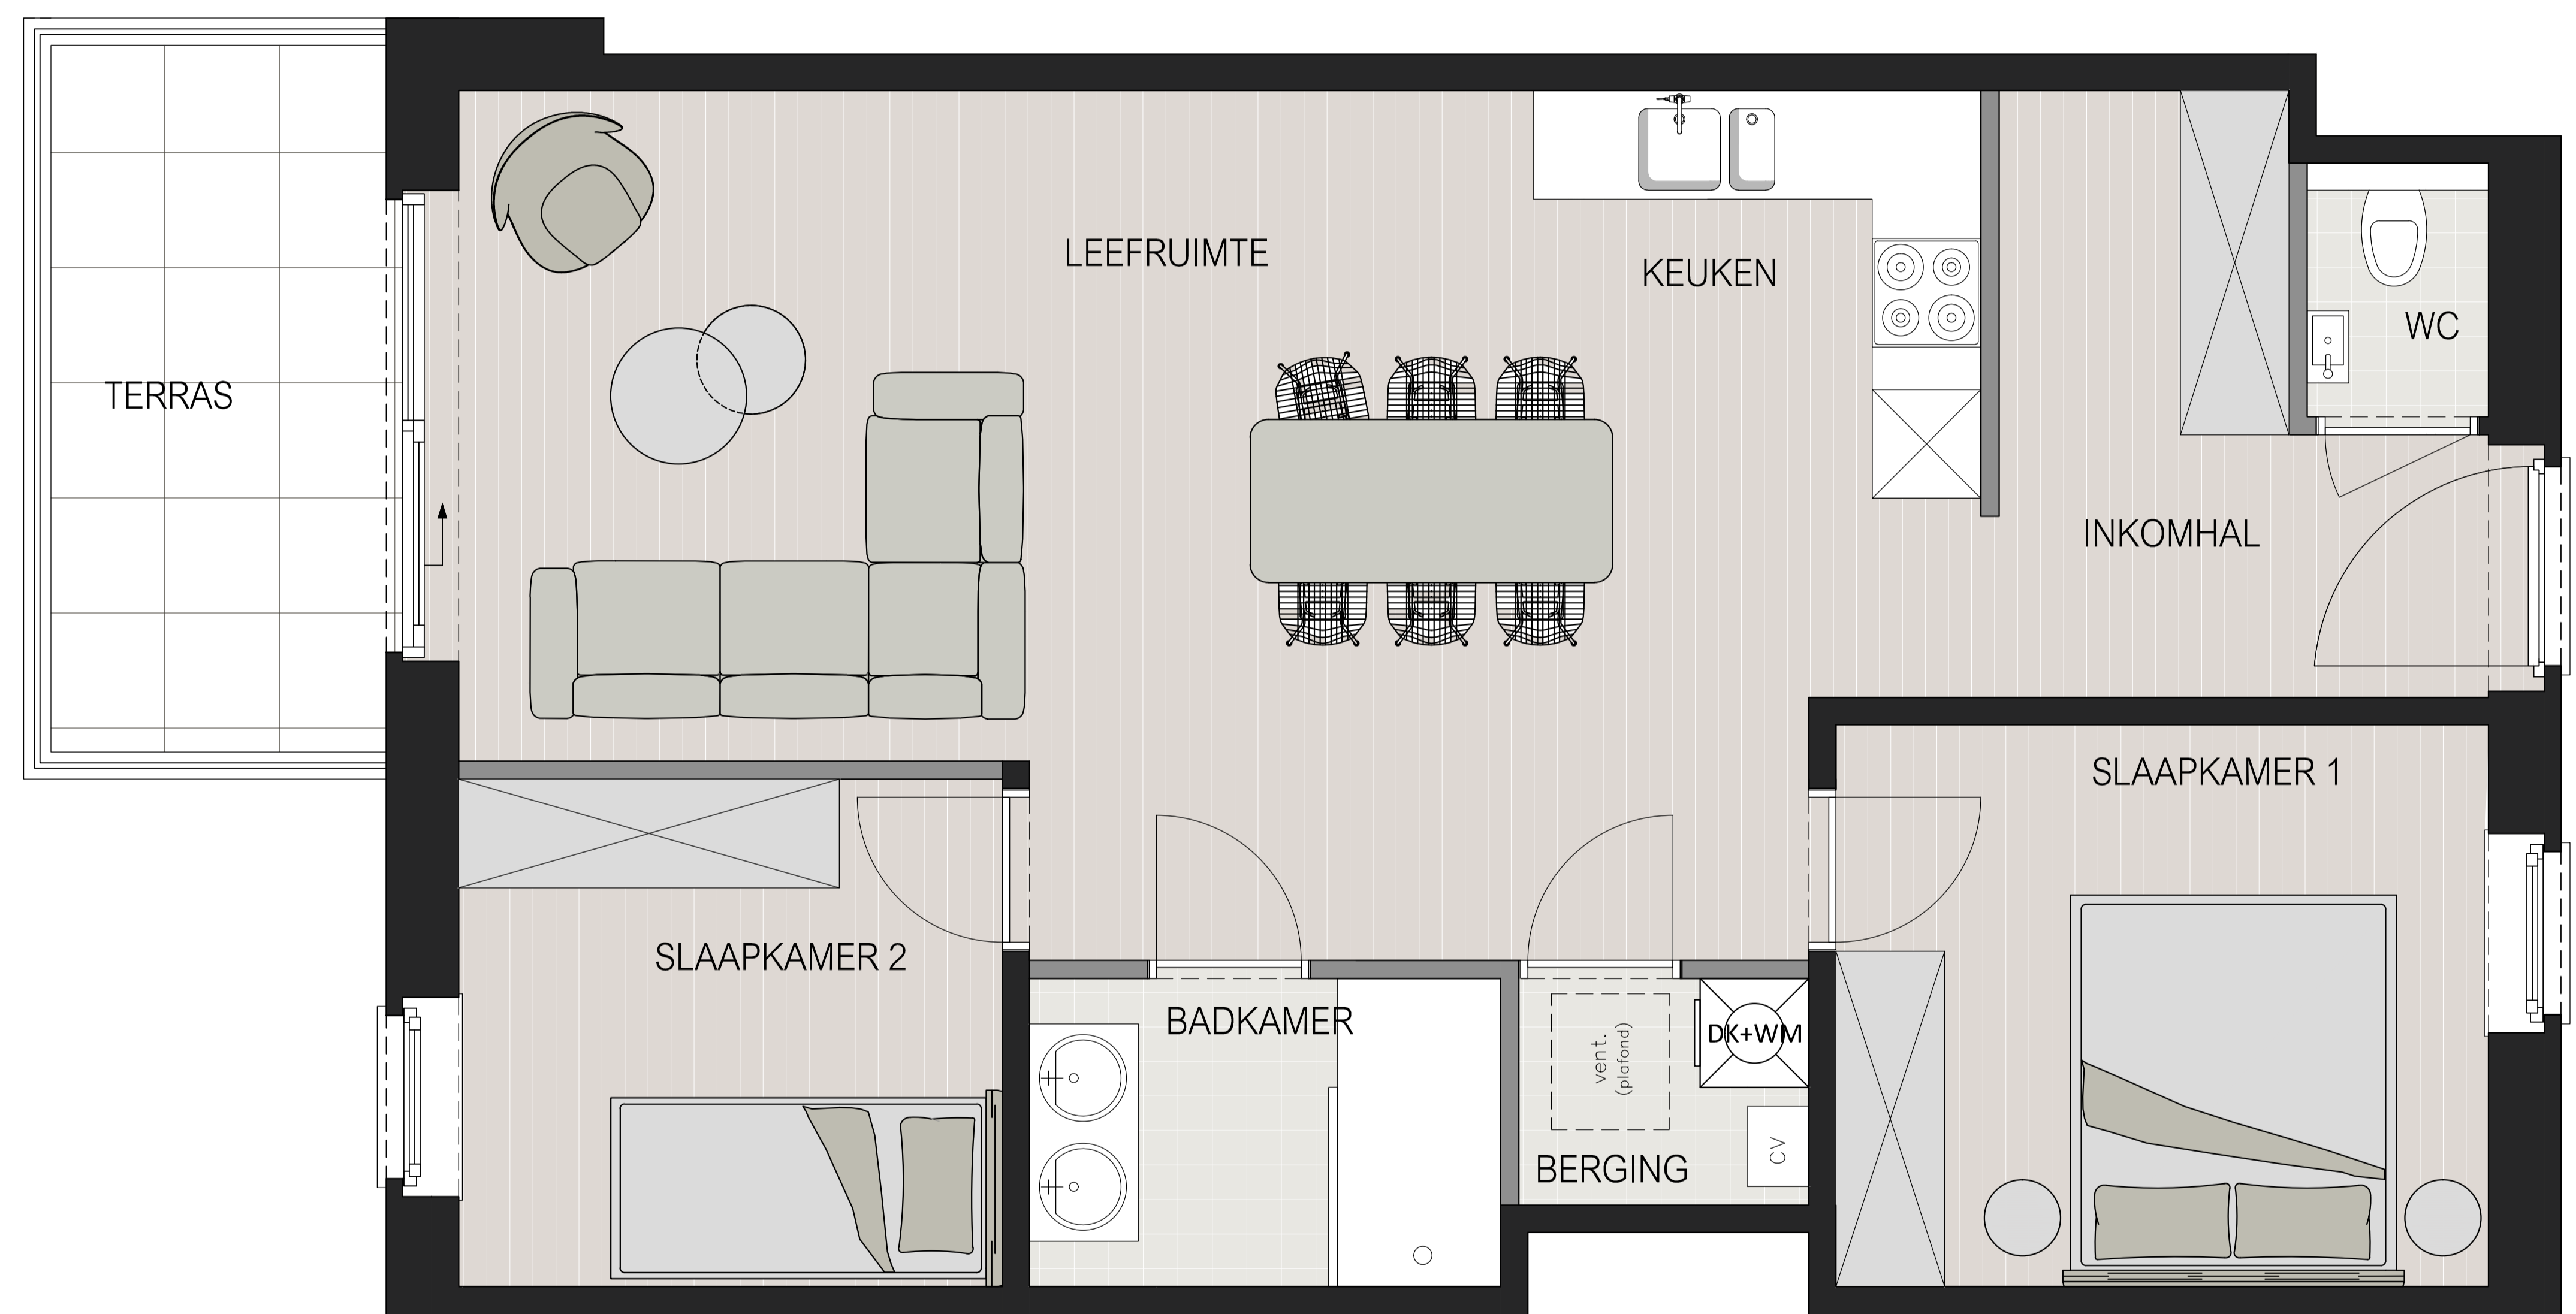 LEEFRUIMTE
KEUKEN
WC
TERRAS
INKOMHAL
SLAAPKAMER 1
SLAAPKAMER 2
BADKAMER
DK+WM
vent.
(plafond)
CV
BERGING